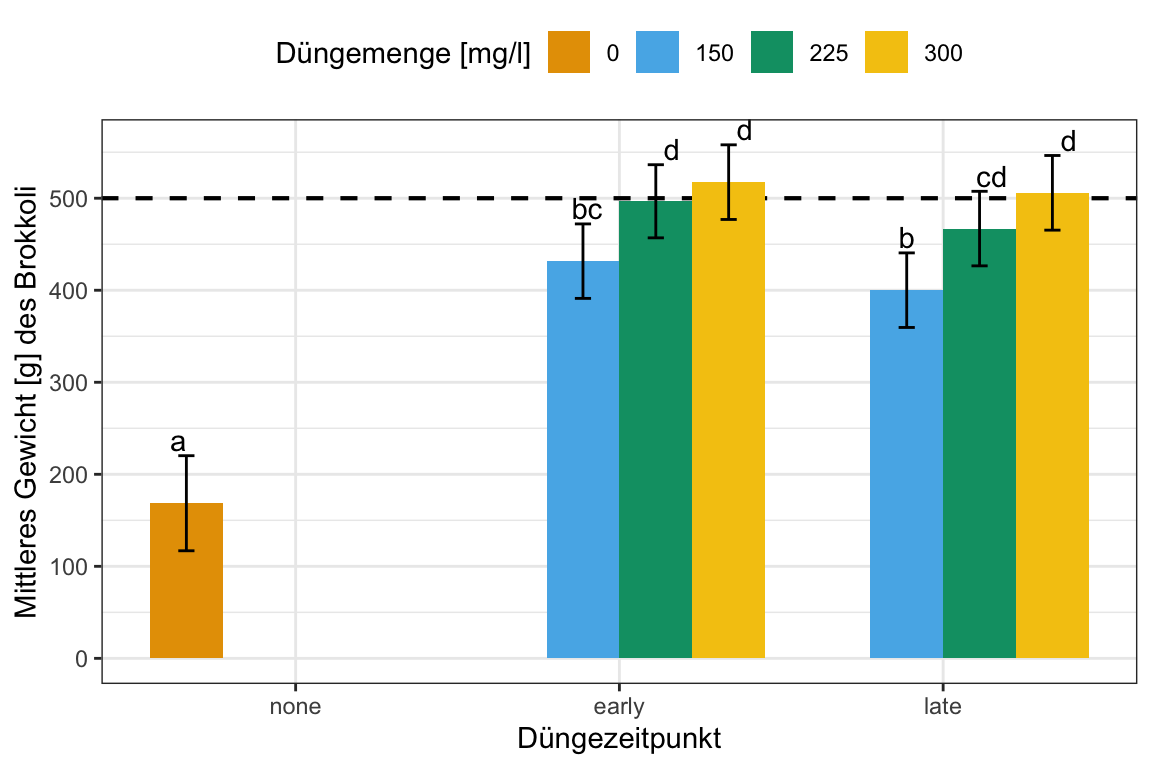 Düngemenge [mg/l] 0 150 225 300
Mittleres Gewicht [g] des Brokkoli
500
400
300
200
100
0
a
bc
d
d
b
cd
d
none early late
Düngezeitpunkt